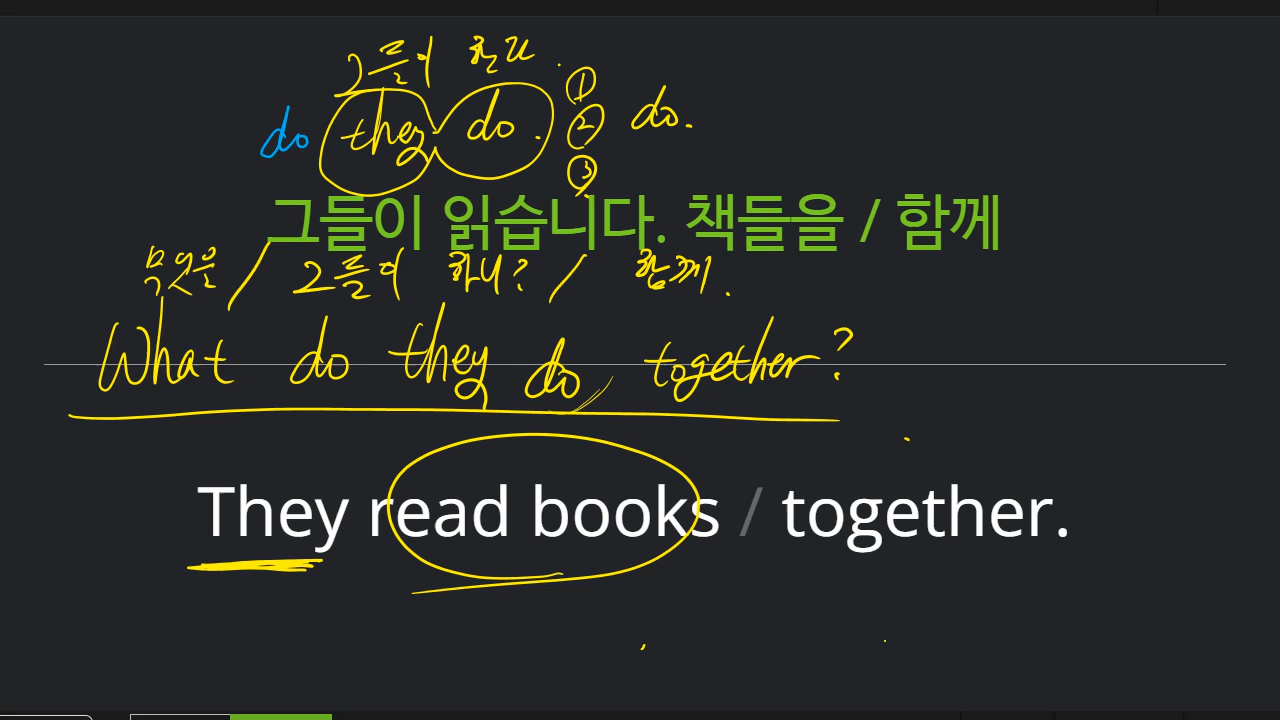 그들이 한다.
do they do. ① ② ③ do.
그들이 읽습니다. 책들을 / 함께
무엇을 / 그들이 하니? / 함께.
What do they do together?
They read books / together.